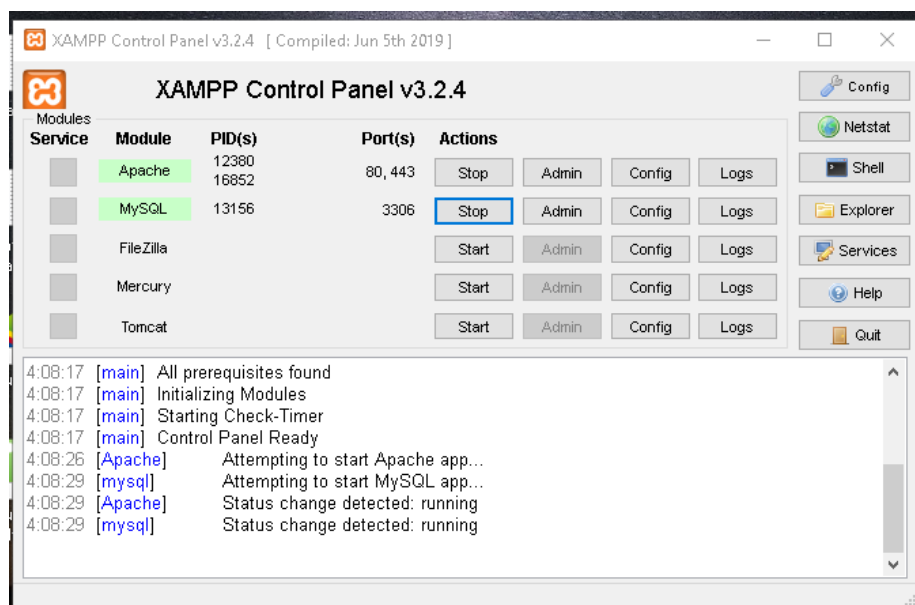 XAMPP Control Panel v3.2.4 [ Compiled: Jun 5th 2019 ]
XAMPP Control Panel v3.2.4
Config
Modules
Netstat
Service Module PID(s) Port(s) Actions
Apache 12380 16852 80, 443 Stop Admin Config Logs
Shell
MySQL 13156 3306 Stop Admin Config Logs
Explorer
FileZilla Start Admin Config Logs
Services
Mercury Start Admin Config Logs
Help
Tomcat Start Admin Config Logs
Quit
4:08:17 [main] All prerequisites found
4:08:17 [main] Initializing Modules
4:08:17 [main] Starting Check-Timer
4:08:17 [main] Control Panel Ready
4:08:26 [Apache] Attempting to start Apache app...
4:08:29 [mysql] Attempting to start MySQL app...
4:08:29 [Apache] Status change detected: running
4:08:29 [mysql] Status change detected: running